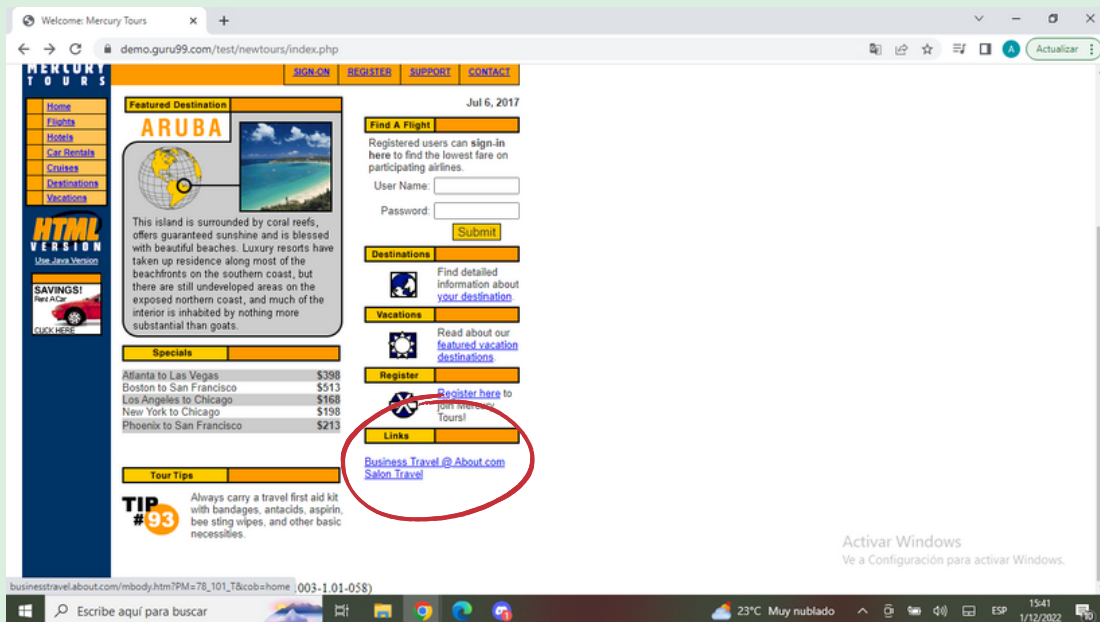 Welcome: Mercury Tours
demo.guru99.com/test/newtours/index.php
Actualizar
MERCURY
TOURS
SIGN-ON
REGISTER
SUPPORT
CONTACT
Home
Flights
Hotels
Car Rentals
Cruises
Destinations
Vacations
HTML
VERSION
Use Java Version
SAVINGS!
Rent A Car
CLICK HERE
Featured Destination
ARUBA
This island is surrounded by coral reefs,
offers guaranteed sunshine and is blessed
with beautiful beaches. Luxury resorts have
taken up residence along most of the
beachfronts on the southern coast, but
there are still undeveloped areas on the
exposed northern coast, and much of the
interior is inhabited by nothing more
substantial than goats.
Specials
Atlanta to Las Vegas $398
Boston to San Francisco $513
Los Angeles to Chicago $168
New York to Chicago $198
Phoenix to San Francisco $213
Tour Tips
TIP
#93
Always carry a travel first aid kit
with bandages, antacids, aspirin,
bee sting wipes, and other basic
necessities.
Jul 6, 2017
Find A Flight
Registered users can sign-in
here to find the lowest fare on
participating airlines.
User Name:
Password:
Submit
Destinations
Find detailed
information about
your destination.
Vacations
Read about our
featured vacation
destinations.
Register
Register here to
join Mercury
Tours!
Links
Business Travel @ About.com
Salon Travel
Activar Windows
Ve a Configuración para activar Windows.
businesstravel.about.com/mbody.htm?PM=78_101_T&cob=home 003-1.01-058)
Escribe aquí para buscar
23°C Muy nublado
ESP
15:41
1/12/2022
10